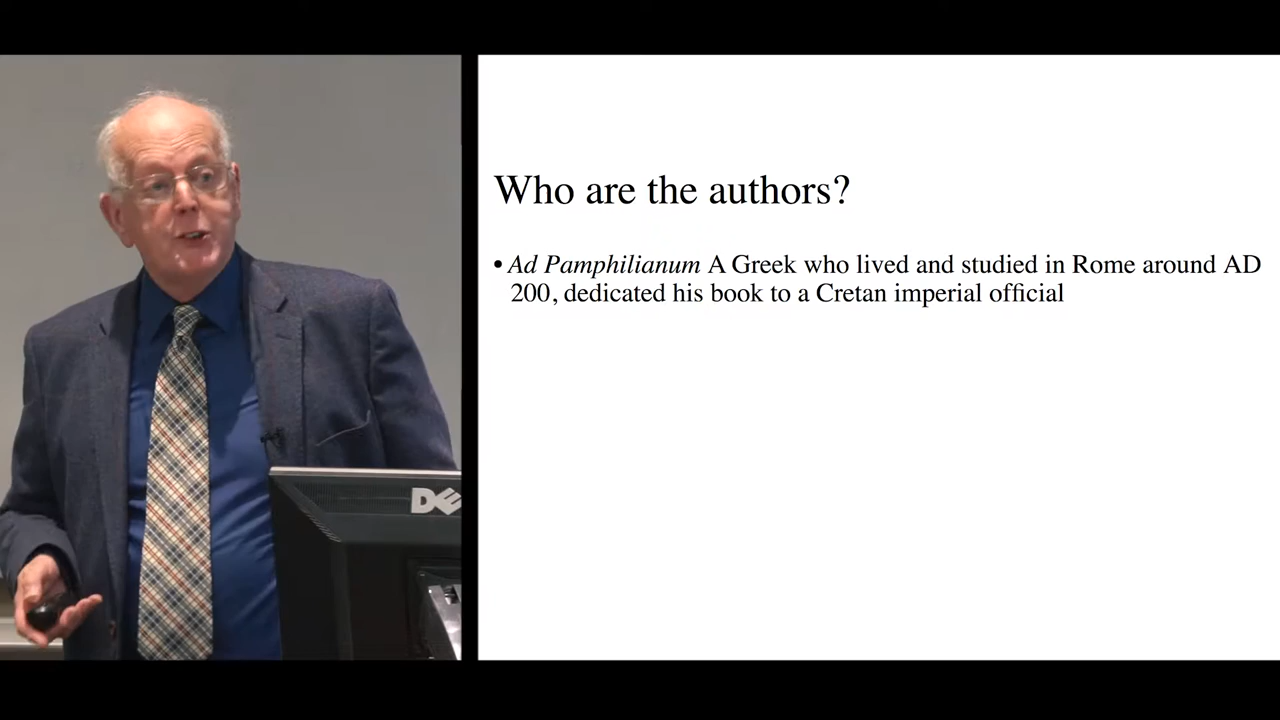 Who are the authors?
• Ad Pamphilianum A Greek who lived and studied in Rome around AD
200, dedicated his book to a Cretan imperial official
DELL